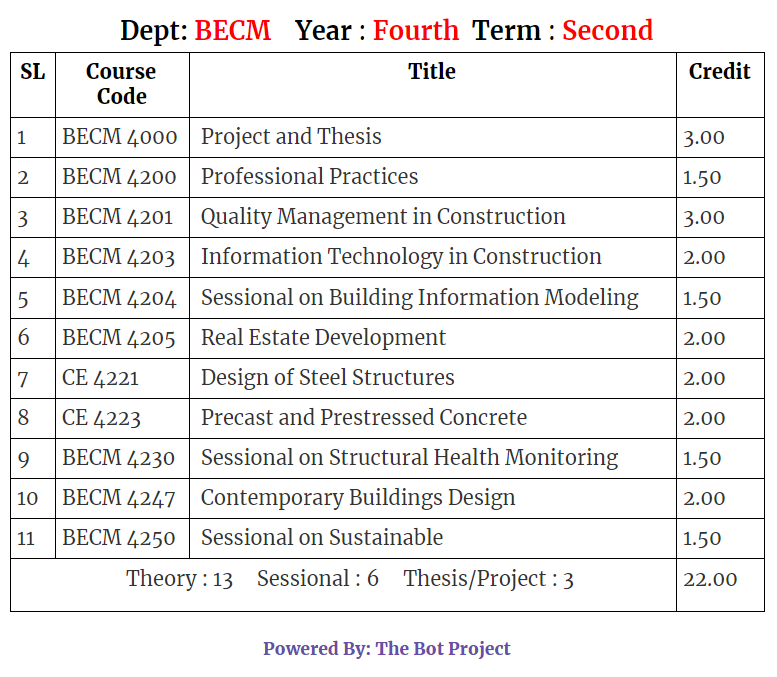 Dept: BECM Year : Fourth Term : Second
SL Course Code Title Credit
1 BECM 4000 Project and Thesis 3.00
2 BECM 4200 Professional Practices 1.50
3 BECM 4201 Quality Management in Construction 3.00
4 BECM 4203 Information Technology in Construction 2.00
5 BECM 4204 Sessional on Building Information Modeling 1.50
6 BECM 4205 Real Estate Development 2.00
7 CE 4221 Design of Steel Structures 2.00
8 CE 4223 Precast and Prestressed Concrete 2.00
9 BECM 4230 Sessional on Structural Health Monitoring 1.50
10 BECM 4247 Contemporary Buildings Design 2.00
11 BECM 4250 Sessional on Sustainable 1.50
Theory : 13 Sessional : 6 Thesis/Project : 3 22.00
Powered By: The Bot Project